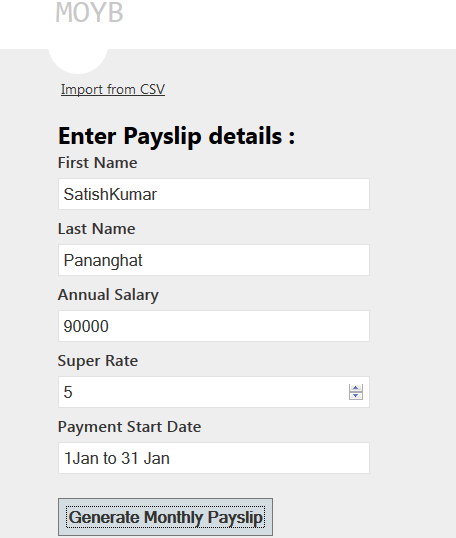 MOYB
Import from CSV
Enter Payslip details :
First Name
SatishKumar
Last Name
Pananghat
Annual Salary
90000
Super Rate
5
Payment Start Date
1Jan to 31 Jan
Generate Monthly Payslip